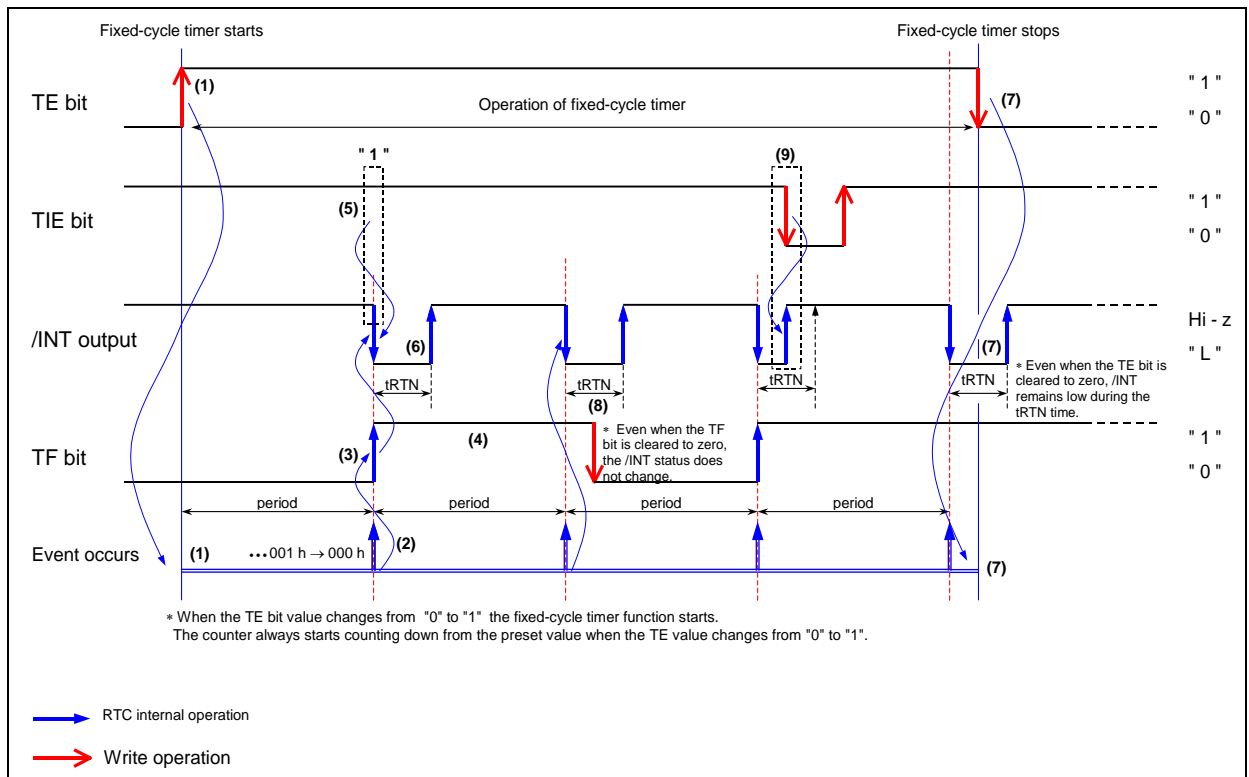 Fixed-cycle timer starts
Fixed-cycle timer stops
TE bit
(1)
Operation of fixed-cycle timer
(7)
" 1 "
" 0 "
" 1 "
(9)
TIE bit
(5)
" 1 "
" 0 "
/INT output
(6)
(7)
Hi - z
" L "
tRTN
tRTN
tRTN
tRTN
* Even when the TE bit is
cleared to zero, /INT
remains low during the
tRTN time.
(8)
* Even when the TF
bit is cleared to zero,
the /INT status does
not change.
TF bit
(3)
(4)
" 1 "
" 0 "
period
period
period
period
Event occurs
(1)
•••001 h → 000 h
(2)
(7)
* When the TE bit value changes from "0" to "1" the fixed-cycle timer function starts.
The counter always starts counting down from the preset value when the TE value changes from "0" to "1".
RTC internal operation
Write operation